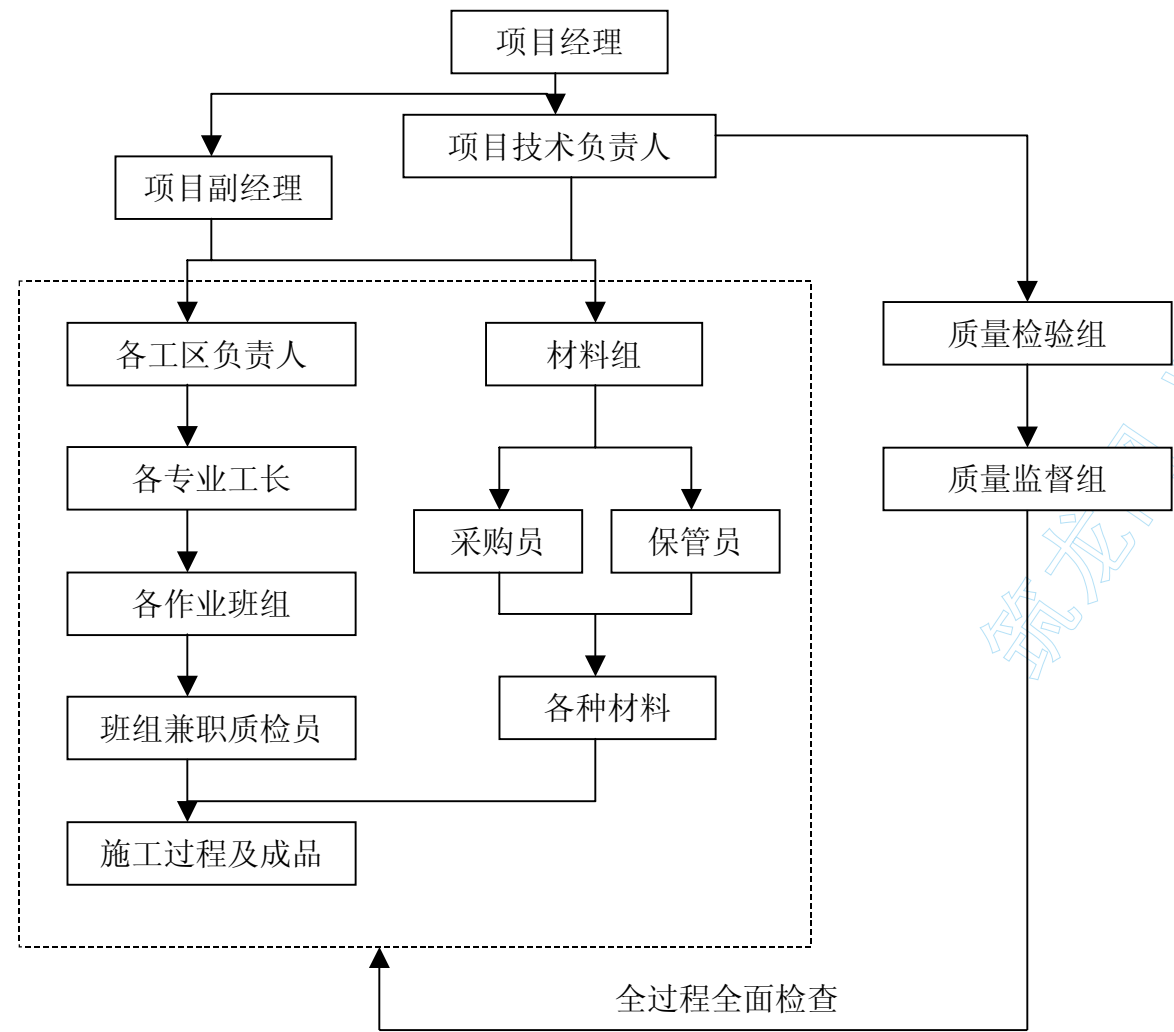 项目经理
项目技术负责人
项目副经理
各工区负责人
材料组
质量检验组
各专业工长
质量监督组
采购员
保管员
各作业班组
各种材料
班组兼职质检员
施工过程及成品
全过程全面检查
筑龙网